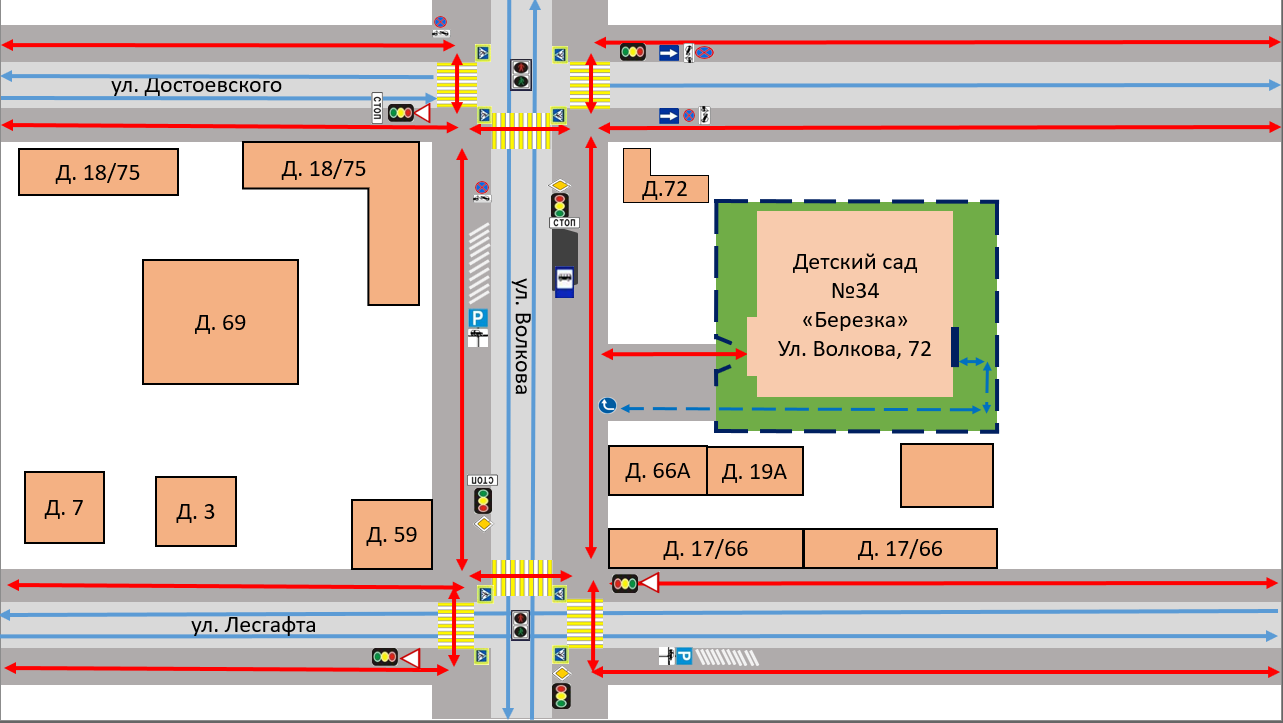 ул. Достоевского
СТОП
Д. 18/75
Д. 18/75
Д.72
СТОП
Детский сад
№34
«Березка»
Ул. Волкова, 72
Д. 69
P
ул. Волкова
Д. 66А
Д. 19А
СТОП
Д. 7
Д. 3
Д. 59
Д. 17/66
Д. 17/66
ул. Лесгафта
P